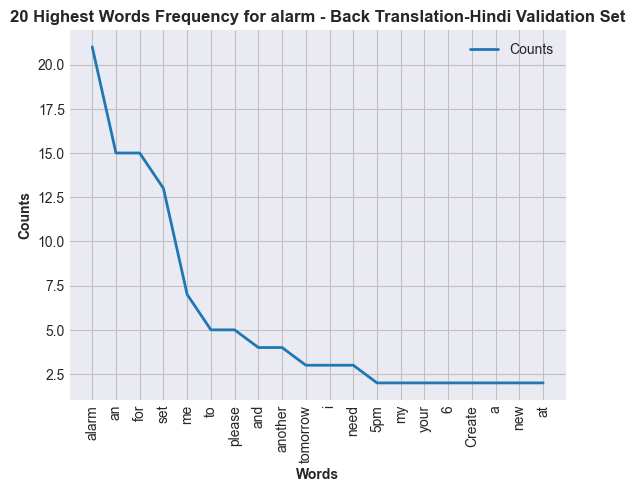 20 Highest Words Frequency for alarm - Back Translation-Hindi Validation Set
Counts
20.0
17.5
15.0
12.5
10.0
7.5
5.0
2.5
Counts
alarm
an
for
set
me
to
please
and
another
tomorrow
i
need
5pm
my
your
6
Create
a
new
at
Words